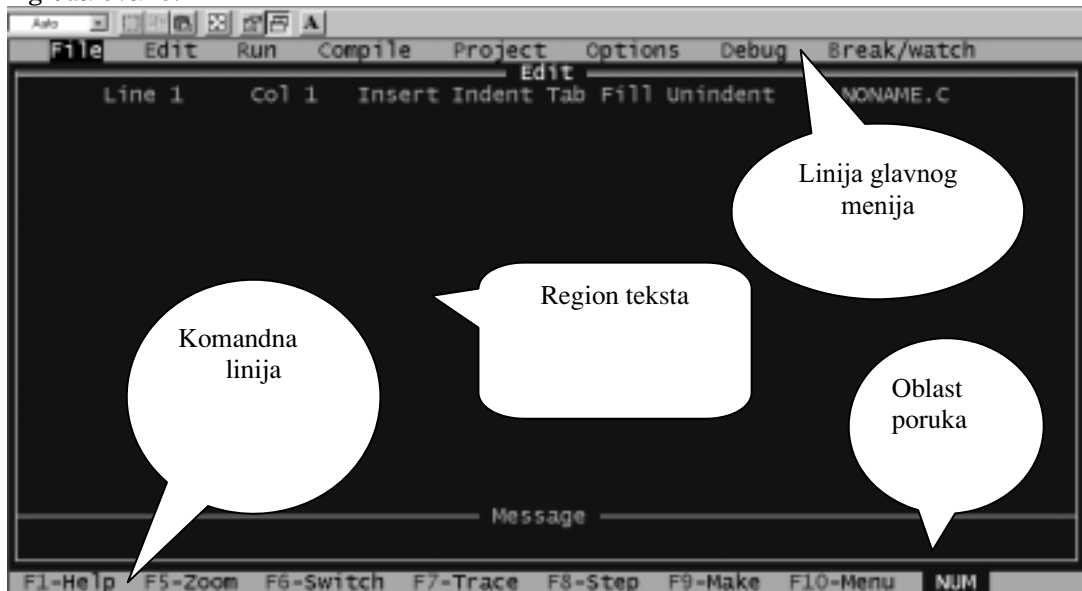 Auto
A
File Edit Run Compile Project Options Debug Break/watch
Edit
Line 1 Col 1 Insert Indent Tab Fill Unindent NONAME.C
Linija glavnog
menija
Region teksta
Komandna
linija
Oblast
poruka
Message
F1-Help F5-Zoom F6-Switch F7-Trace F8-Step F9-Make F10-Menu NUM